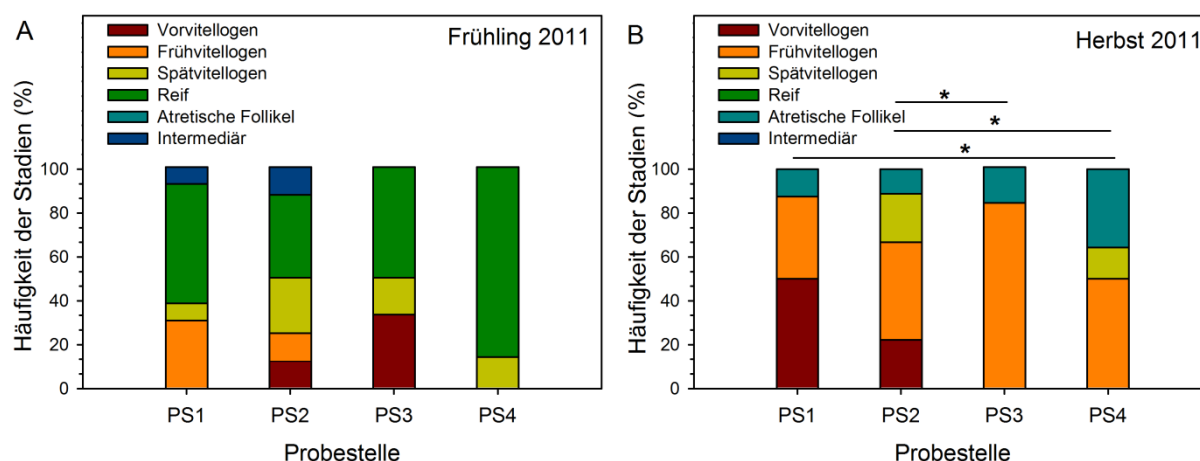 A
Vorvitellogen
Frühvitellogen
Spätvitellogen
Reif
Atretische Follikel
Intermediär
Frühling 2011
Häufigkeit der Stadien (%)
100
80
60
40
20
0
PS1 PS2 PS3 PS4
Probestelle
B
Vorvitellogen
Frühvitellogen
Spätvitellogen
Reif
Atretische Follikel
Intermediär
Herbst 2011
*
*
*
Häufigkeit der Stadien (%)
100
80
60
40
20
0
PS1 PS2 PS3 PS4
Probestelle